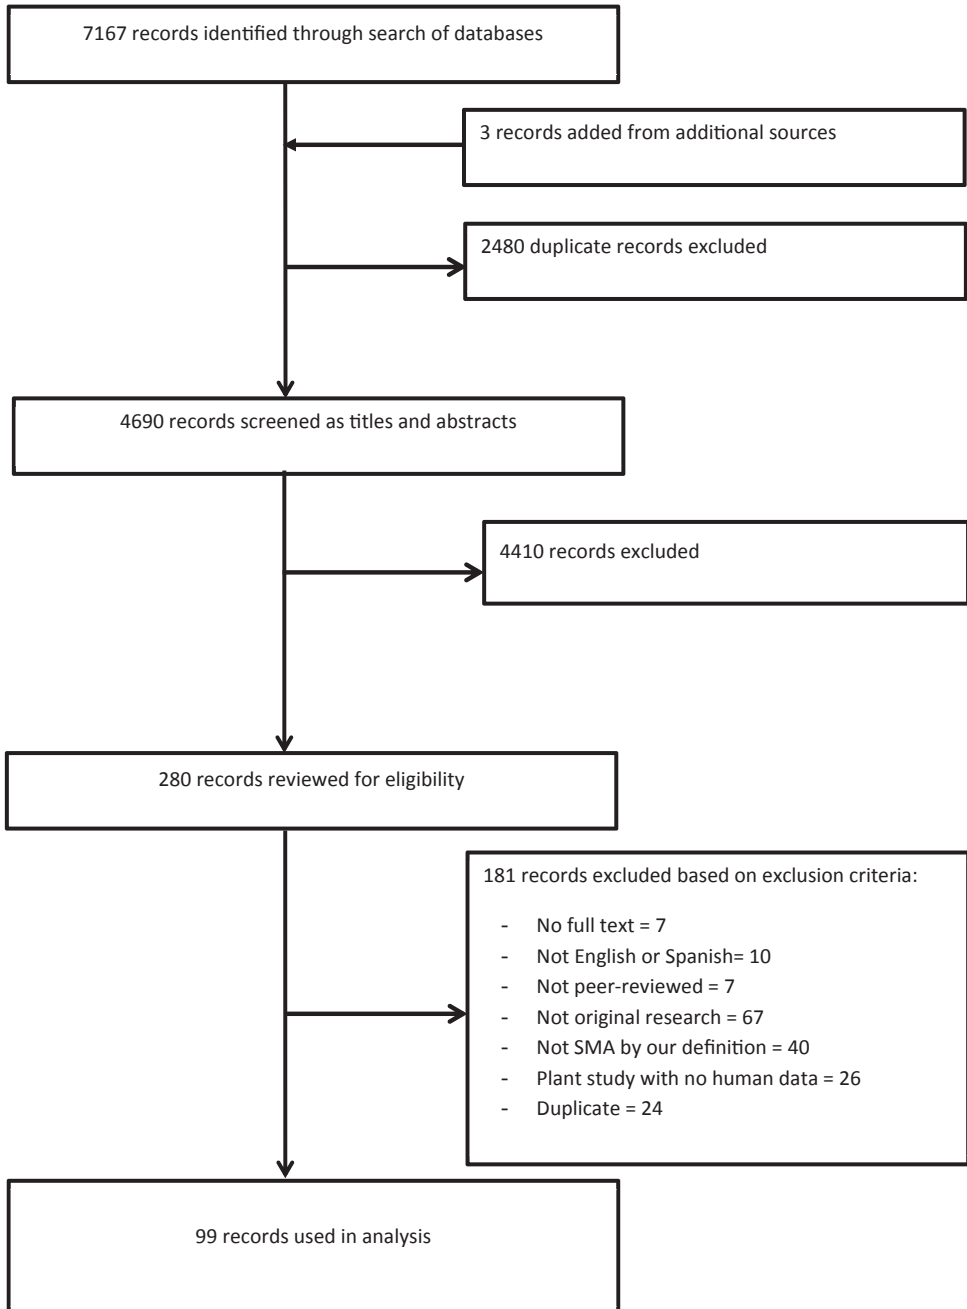 7167 records identified through search of databases
3 records added from additional sources
2480 duplicate records excluded
4690 records screened as titles and abstracts
4410 records excluded
280 records reviewed for eligibility
181 records excluded based on exclusion criteria:
- No full text = 7
- Not English or Spanish= 10
- Not peer-reviewed = 7
- Not original research = 67
- Not SMA by our definition = 40
- Plant study with no human data = 26
- Duplicate = 24
99 records used in analysis